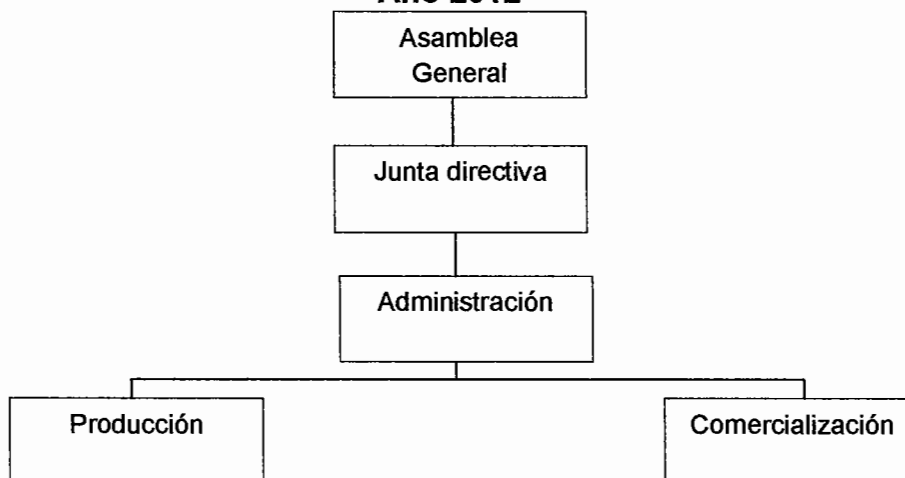 Asamblea
General
Junta directiva
Administración
Producción
Comercialización